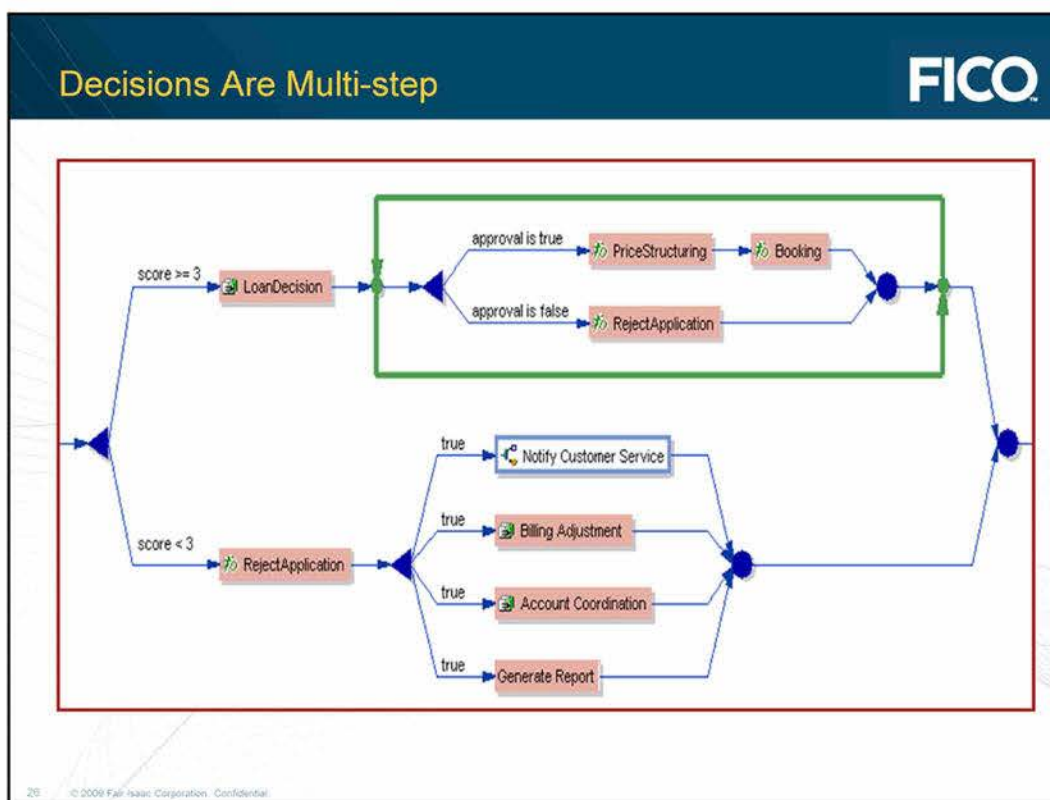 Decisions Are Multi-step
FICO™
approval is true
PriceStructuring
Booking
score >= 3
LoanDecision
approval is false
RejectApplication
true
Notify Customer Service
true
Billing Adjustment
score < 3
RejectApplication
true
Account Coordination
true
Generate Report
© 2009 Fair Isaac Corporation. Confidential.